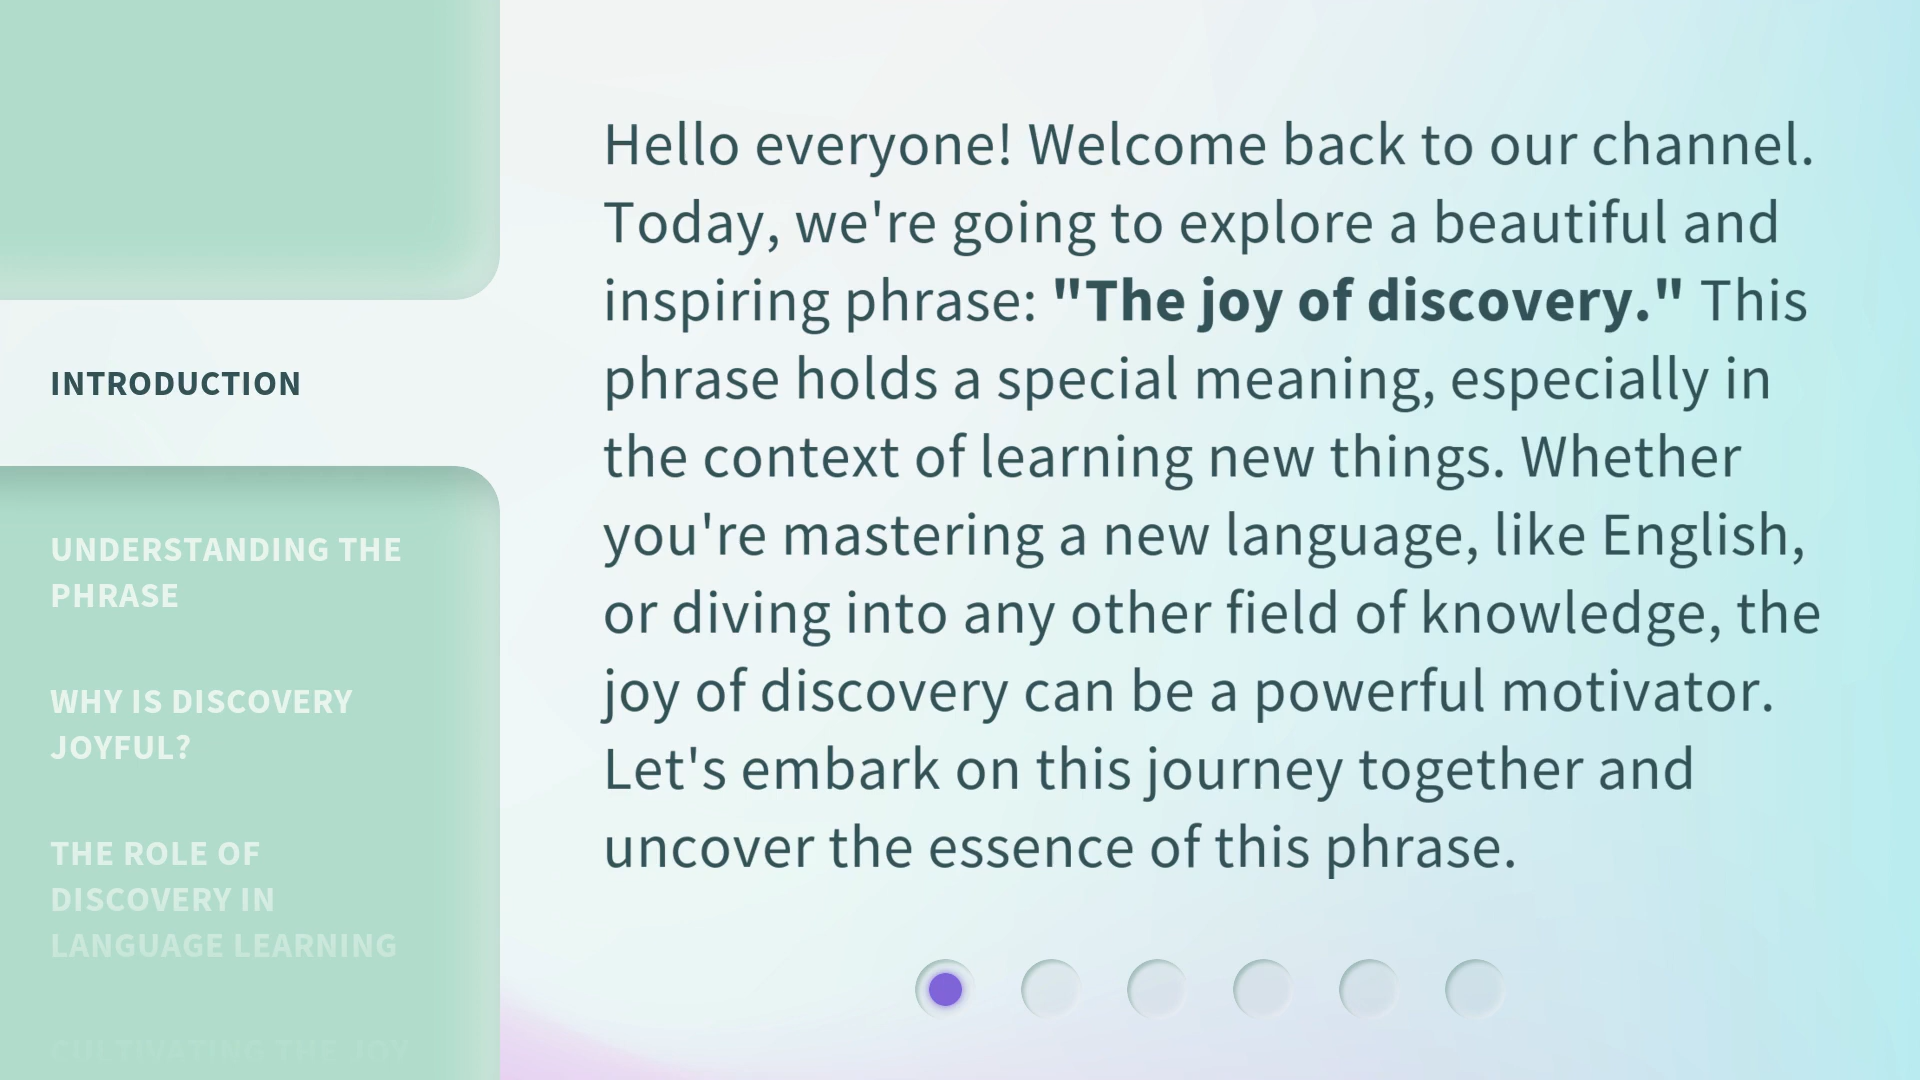 INTRODUCTION
UNDERSTANDING THE
PHRASE
WHY IS DISCOVERY
JOYFUL?
THE ROLE OF
DISCOVERY IN
LANGUAGE LEARNING
CULTIVATING THE JOY
Hello everyone! Welcome back to our channel.
Today, we're going to explore a beautiful and
inspiring phrase: "The joy of discovery." This
phrase holds a special meaning, especially in
the context of learning new things. Whether
you're mastering a new language, like English,
or diving into any other field of knowledge, the
joy of discovery can be a powerful motivator.
Let's embark on this journey together and
uncover the essence of this phrase.